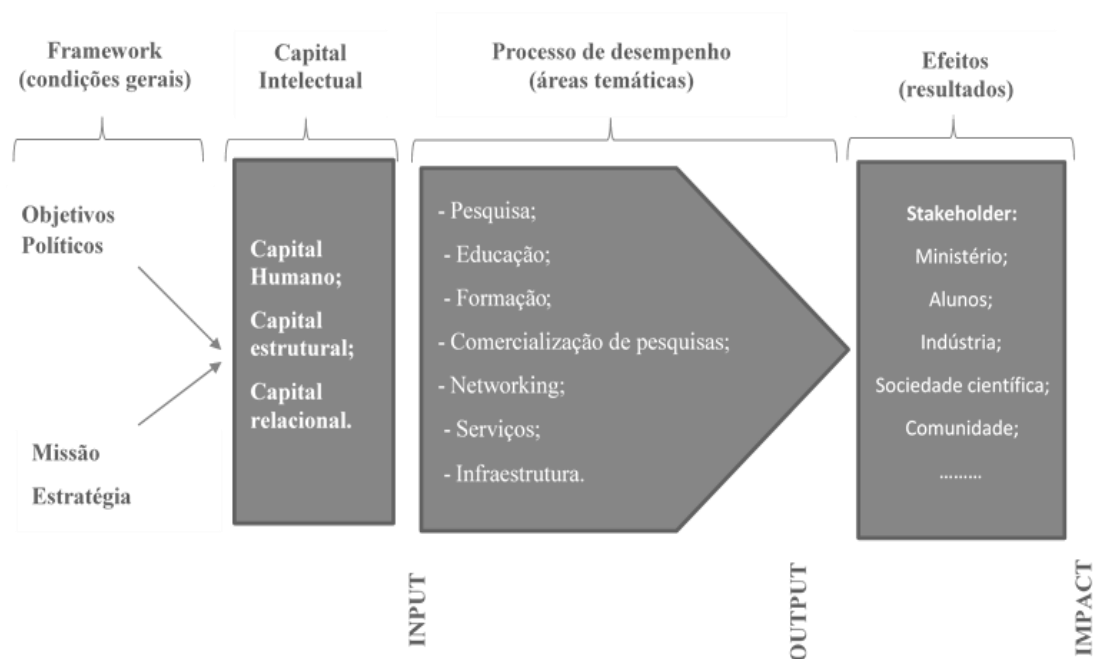 Framework
(condições gerais)
Capital
Intelectual
Processo de desempenho
(áreas temáticas)
Efeitos
(resultados)
Objetivos
Políticos
Missão
Estratégia
Capital
Humano;
Capital
estrutural;
Capital
relacional.
- Pesquisa;
- Educação;
- Formação;
- Comercialização de pesquisas;
- Networking;
- Serviços;
- Infraestrutura.
Stakeholder:
Ministério;
Alunos;
Indústria;
Sociedade científica;
Comunidade;
.........
INPUT
OUTPUT
IMPACT